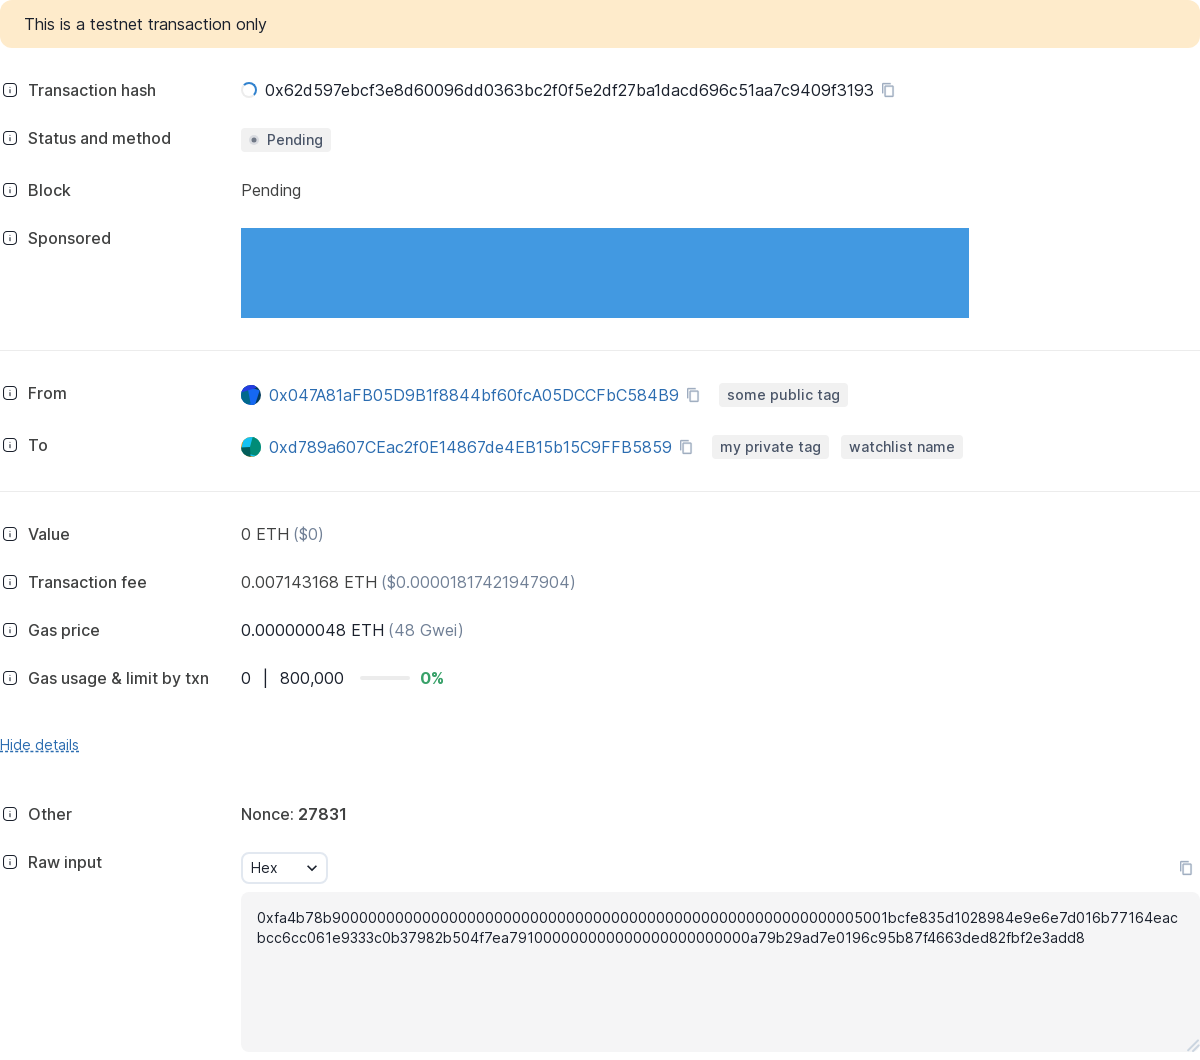 This is a testnet transaction only
Transaction hash 0x62d597ebcf3e8d60096dd0363bc2f0f5e2df27ba1dacd696c51aa7c9409f3193
Status and method Pending
Block Pending
Sponsored
From 0x047A81aFB05D9B1f8844bf60fcA05DCCFbC584B9 some public tag
To 0xd789a607CEac2f0E14867de4EB15b15C9FFB5859 my private tag watchlist name
Value 0 ETH ($0)
Transaction fee 0.007143168 ETH ($0.00001817421947904)
Gas price 0.000000048 ETH (48 Gwei)
Gas usage & limit by txn 0 | 800,000 0%
Hide details
Other Nonce: 27831
Raw input Hex
0xfa4b78b90000000000000000000000000000000000000000000000000000000005001bcfe835d1028984e9e6e7d016b77164eac
bcc6cc061e9333c0b37982b504f7ea791000000000000000000000000a79b29ad7e0196c95b87f4663ded82fbf2e3add8